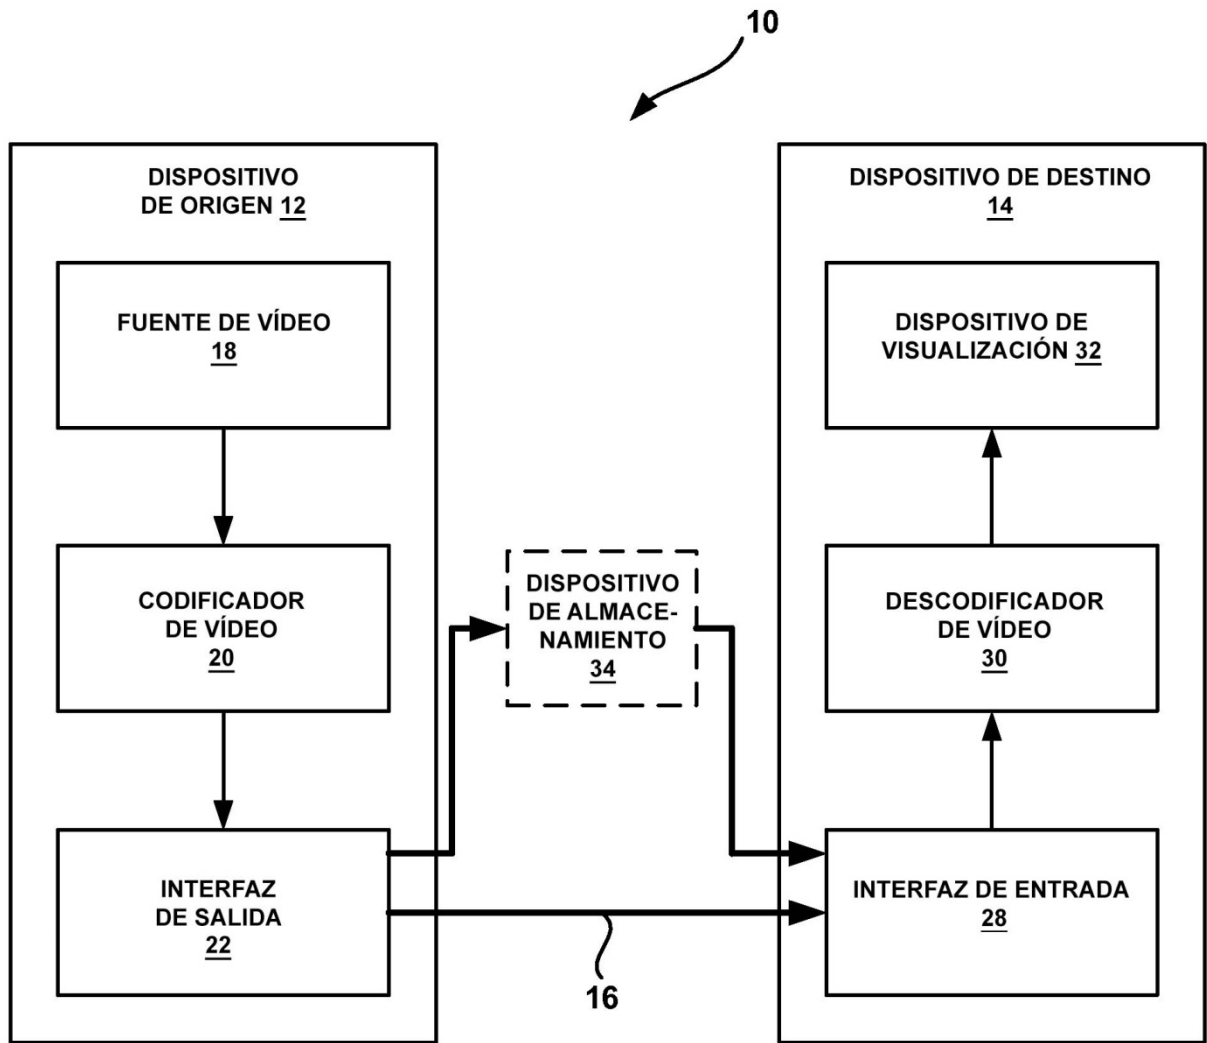 10
DISPOSITIVO
DE ORIGEN 12
FUENTE DE VÍDEO
18
CODIFICADOR
DE VÍDEO
20
INTERFAZ
DE SALIDA
22
DISPOSITIVO
DE ALMACE-
NAMIENTO
34
16
DISPOSITIVO DE DESTINO
14
DISPOSITIVO DE
VISUALIZACIÓN 32
DESCODIFICADOR
DE VÍDEO
30
INTERFAZ DE ENTRADA
28